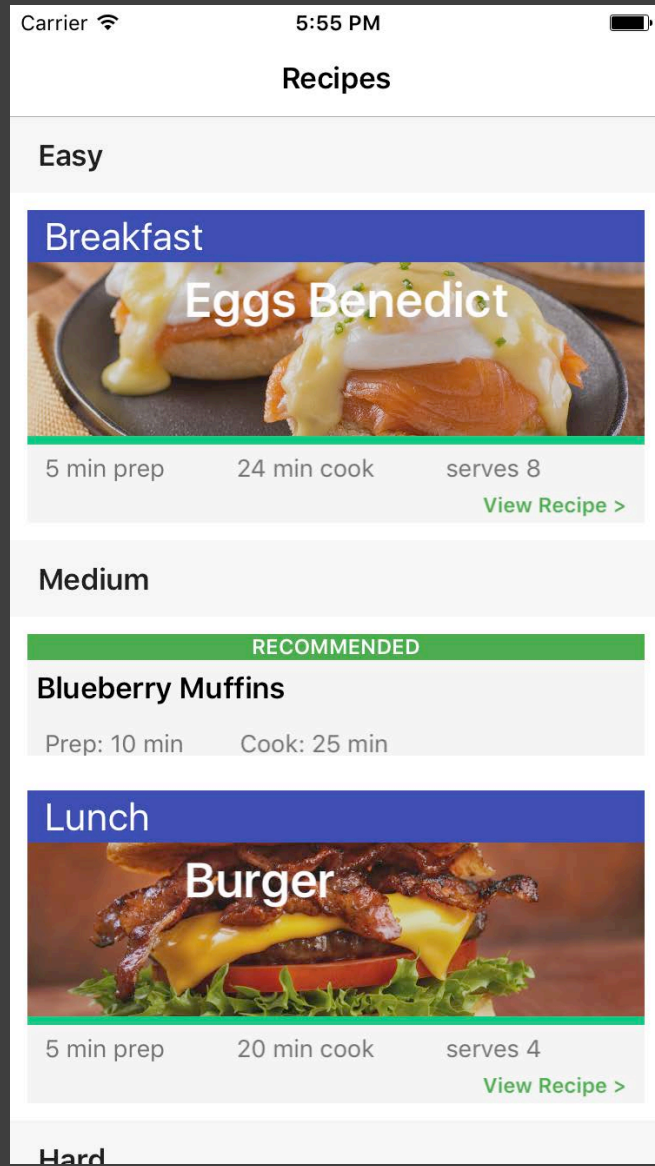 Carrier 5:55 PM
Recipes
Easy
Breakfast
Eggs Benedict
5 min prep 24 min cook serves 8
View Recipe >
Medium
RECOMMENDED
Blueberry Muffins
Prep: 10 min Cook: 25 min
Lunch
Burger
5 min prep 20 min cook serves 4
View Recipe >
Hard